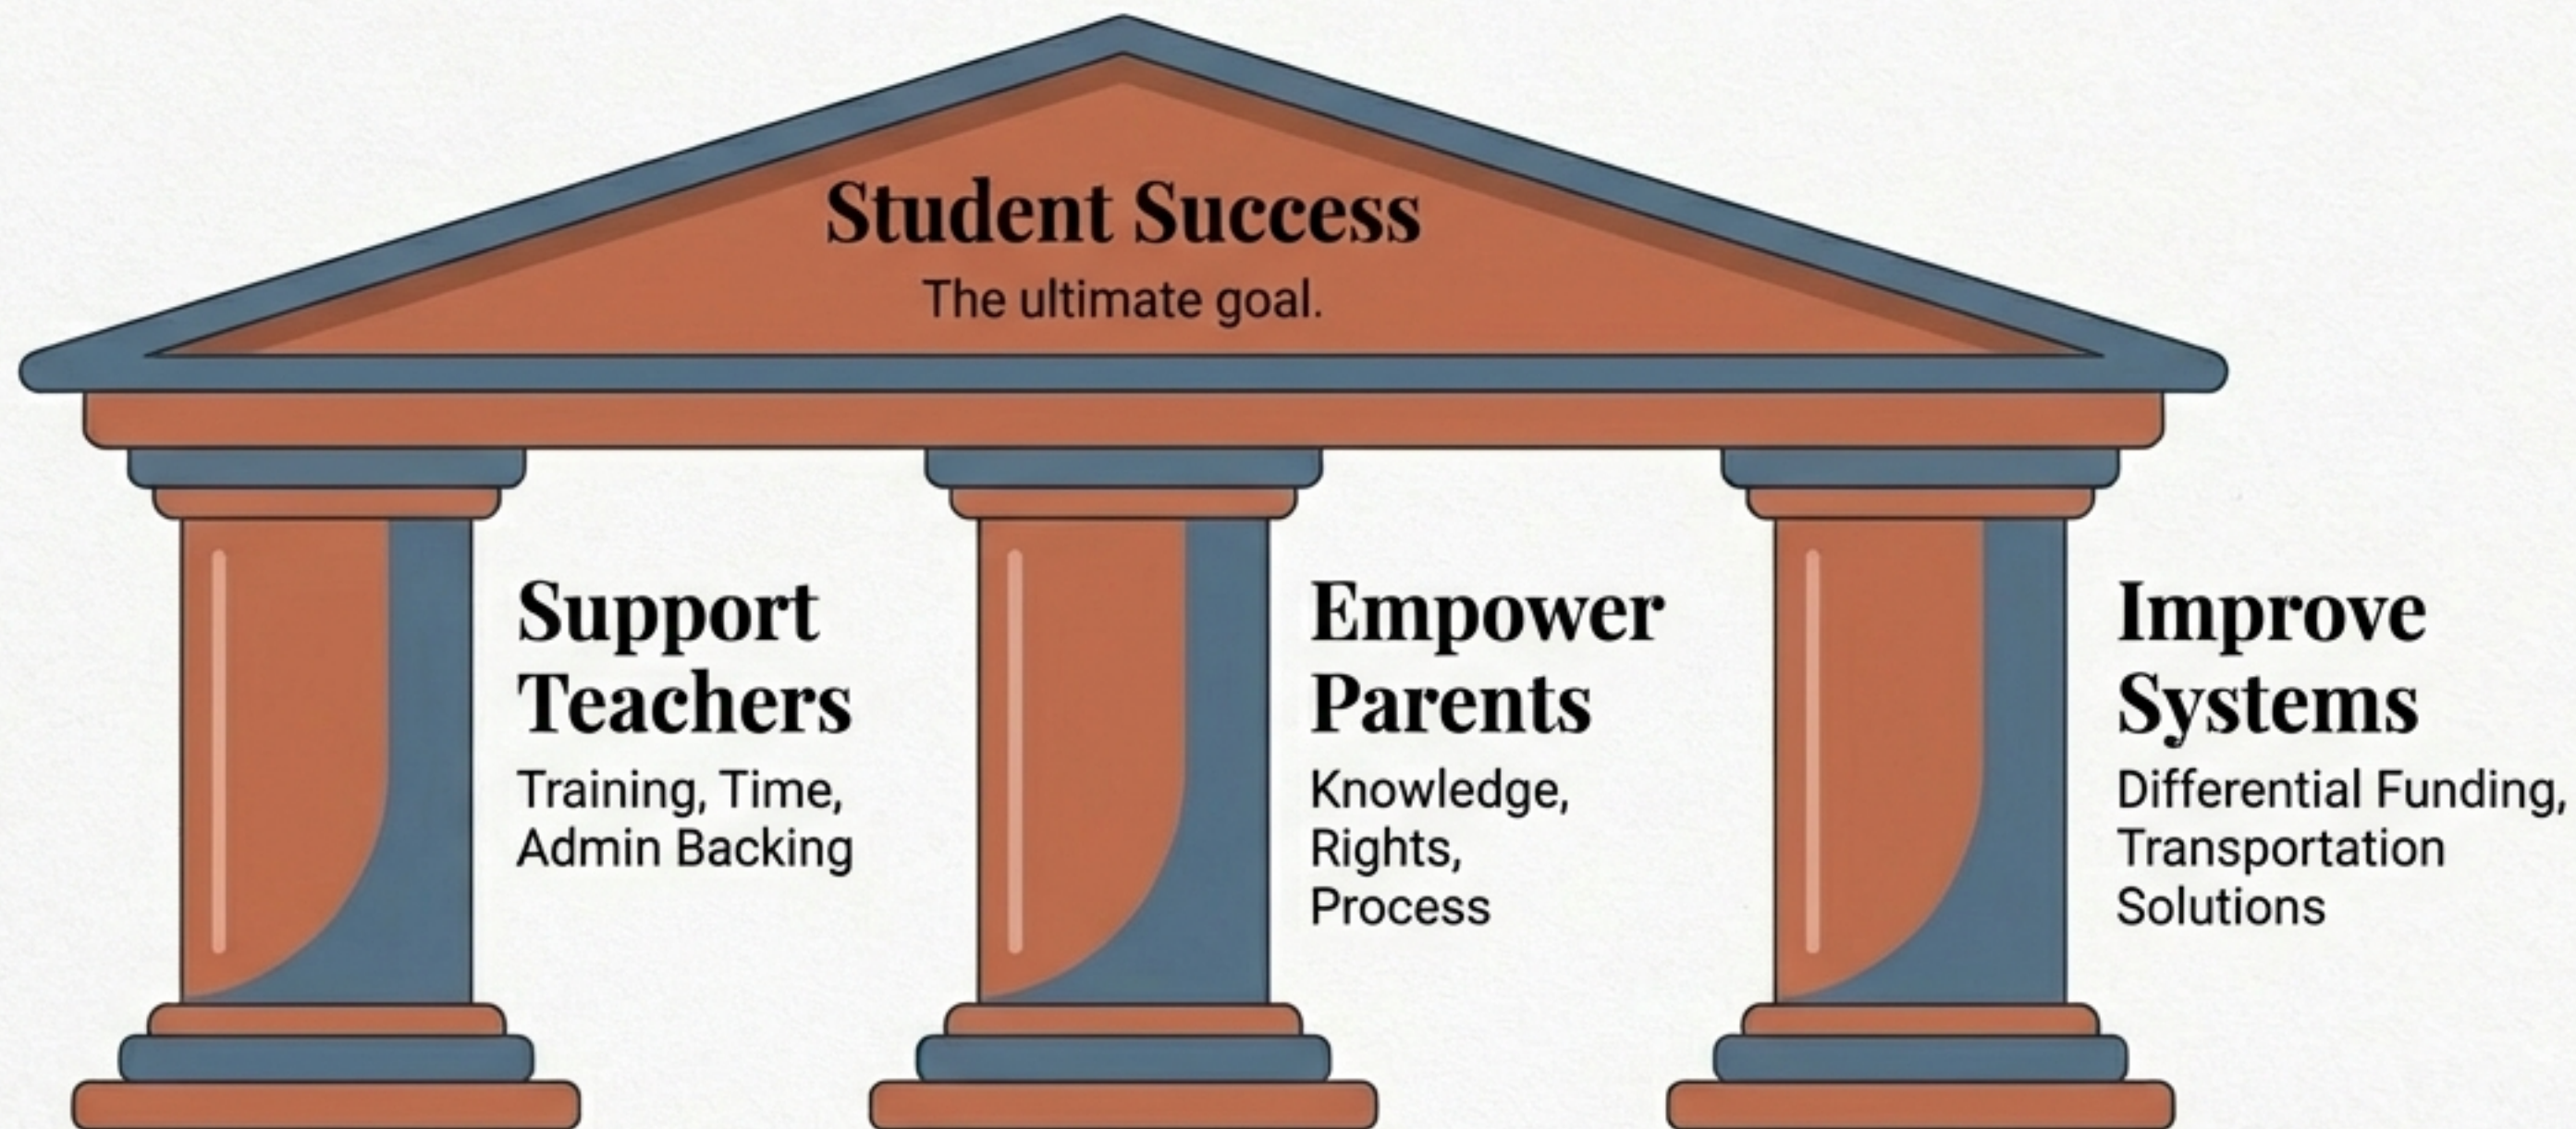 Student Success
The ultimate goal.
Support
Teachers
Training, Time,
Admin Backing
Empower
Parents
Knowledge,
Rights,
Process
Improve
Systems
Differential Funding,
Transportation
Solutions